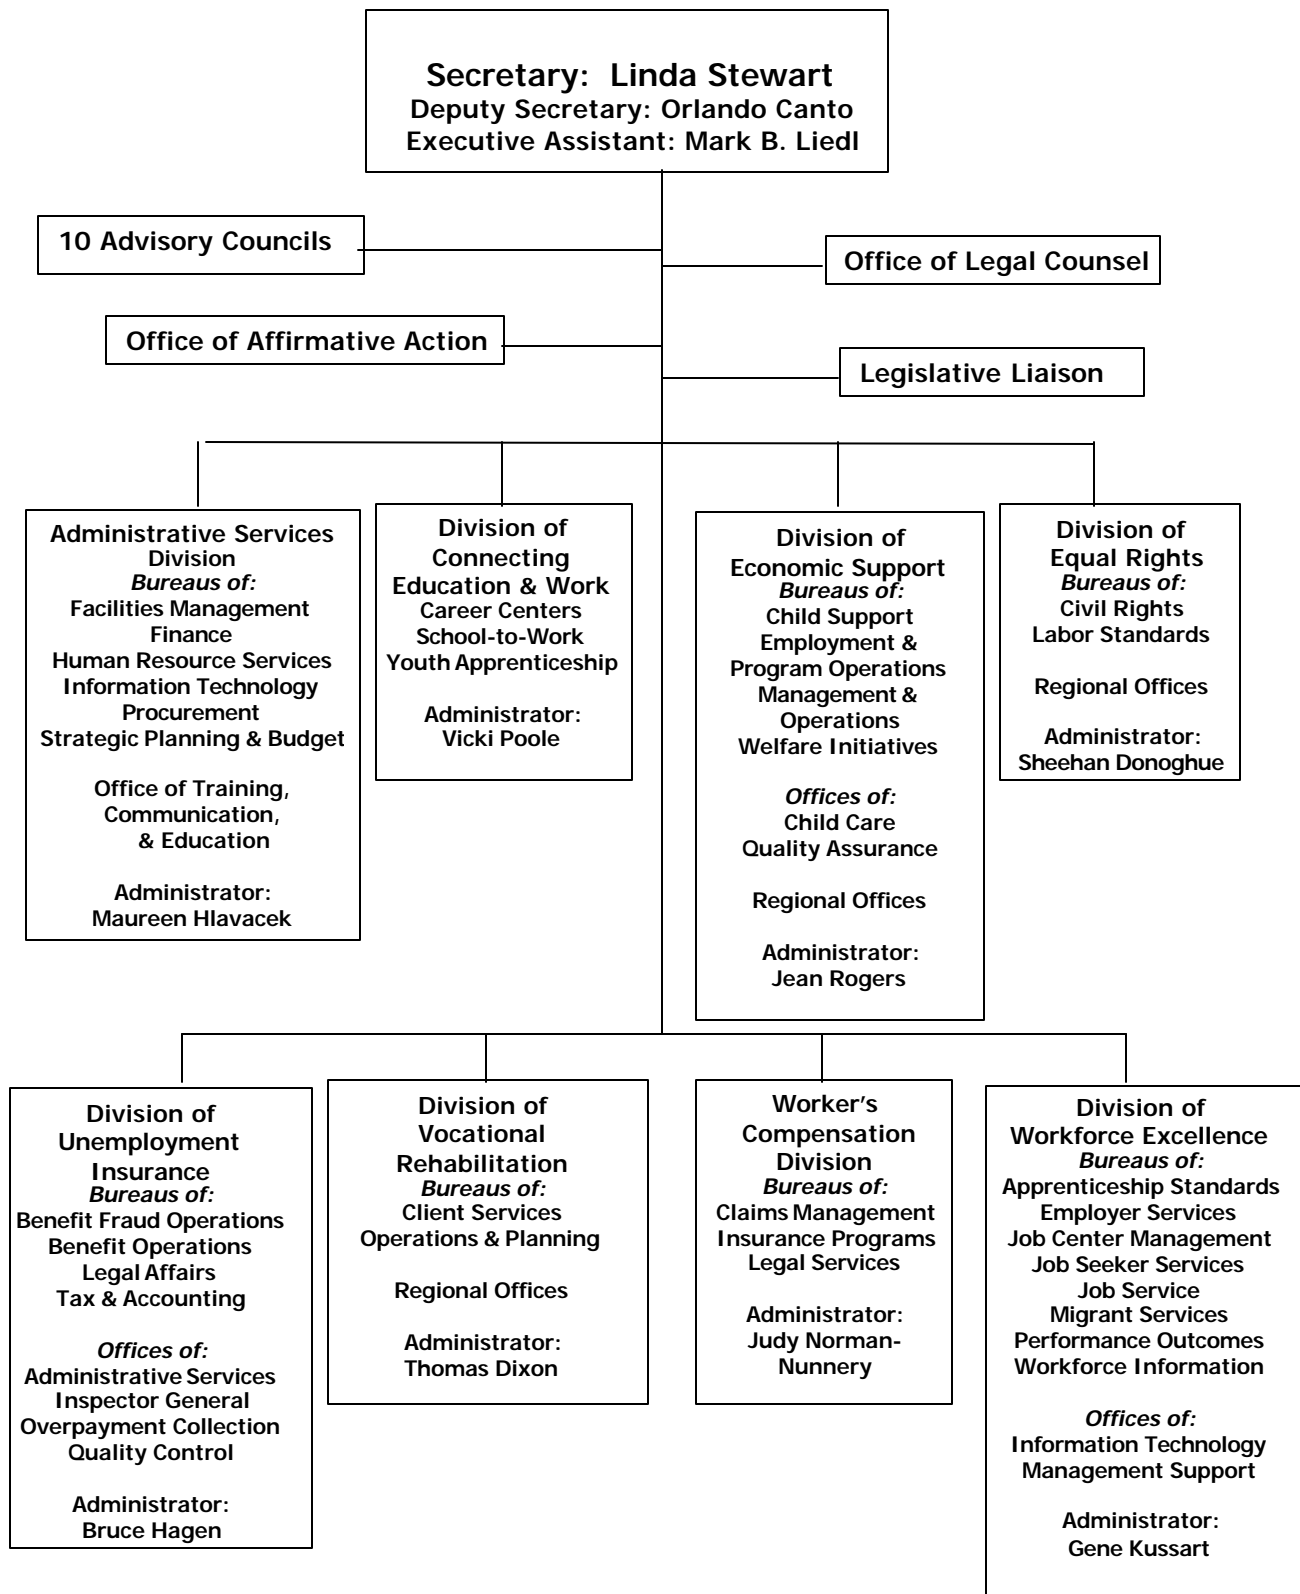 Secretary: Linda Stewart
Deputy Secretary: Orlando Canto
Executive Assistant: Mark B. Liedl
10 Advisory Councils
Office of Legal Counsel
Office of Affirmative Action
Legislative Liaison
Administrative Services
Division
Bureaus of:
Facilities Management
Finance
Human Resource Services
Information Technology
Procurement
Strategic Planning & Budget
Office of Training,
Communication,
& Education
Administrator:
Maureen Hlavacek
Division of
Connecting
Education & Work
Career Centers
School-to-Work
Youth Apprenticeship
Administrator:
Vicki Poole
Division of
Economic Support
Bureaus of:
Child Support
Employment &
Program Operations
Management &
Operations
Welfare Initiatives
Offices of:
Child Care
Quality Assurance
Regional Offices
Administrator:
Jean Rogers
Division of
Equal Rights
Bureaus of:
Civil Rights
Labor Standards
Regional Offices
Administrator:
Sheehan Donoghue
Division of
Unemployment
Insurance
Bureaus of:
Benefit Fraud Operations
Benefit Operations
Legal Affairs
Tax & Accounting
Offices of:
Administrative Services
Inspector General
Overpayment Collection
Quality Control
Administrator:
Bruce Hagen
Division of
Vocational
Rehabilitation
Bureaus of:
Client Services
Operations & Planning
Regional Offices
Administrator:
Thomas Dixon
Worker's
Compensation
Division
Bureaus of:
Claims Management
Insurance Programs
Legal Services
Administrator:
Judy Norman-
Nunnery
Division of
Workforce Excellence
Bureaus of:
Apprenticeship Standards
Employer Services
Job Center Management
Job Seeker Services
Job Service
Migrant Services
Performance Outcomes
Workforce Information
Offices of:
Information Technology
Management Support
Administrator:
Gene Kussart